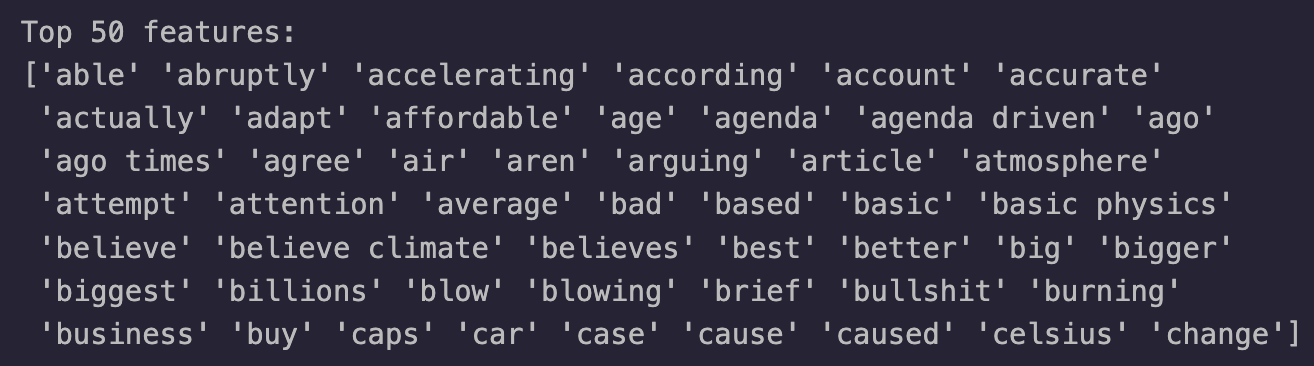 Top 50 features:
['able' 'abruptly' 'accelerating' 'according' 'account' 'accurate'
'actually' 'adapt' 'affordable' 'age' 'agenda' 'agenda driven' 'ago'
'ago times' 'agree' 'air' 'aren' 'arguing' 'article' 'atmosphere'
'attempt' 'attention' 'average' 'bad' 'based' 'basic' 'basic physics'
'believe' 'believe climate' 'believes' 'best' 'better' 'big' 'bigger'
'biggest' 'billions' 'blow' 'blowing' 'brief' 'bullshit' 'burning'
'business' 'buy' 'caps' 'car' 'case' 'cause' 'caused' 'celsius' 'change']